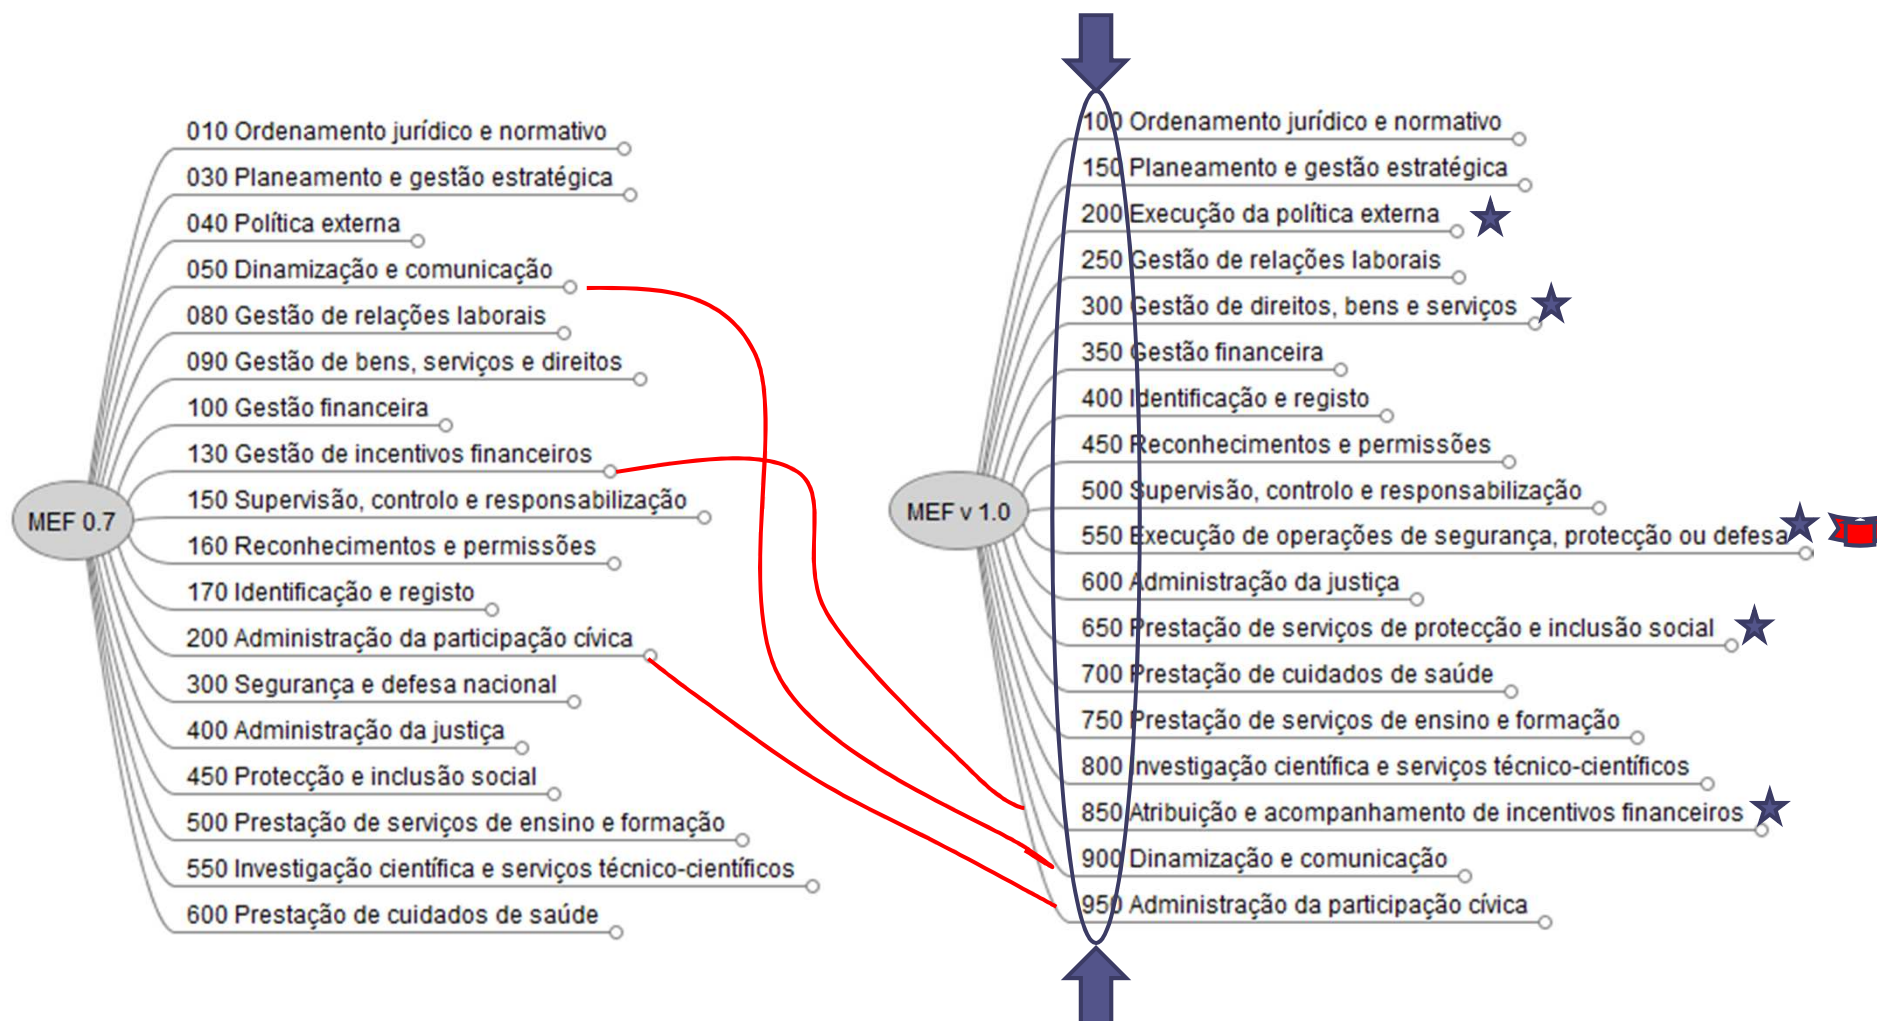 MEF 0.7
010 Ordenamento jurídico e normativo
030 Planeamento e gestão estratégica
040 Política externa
050 Dinamização e comunicação
080 Gestão de relações laborais
090 Gestão de bens, serviços e direitos
100 Gestão financeira
130 Gestão de incentivos financeiros
150 Supervisão, controlo e responsabilização
160 Reconhecimentos e permissões
170 Identificação e registo
200 Administração da participação cívica
300 Segurança e defesa nacional
400 Administração da justiça
450 Protecção e inclusão social
500 Prestação de serviços de ensino e formação
550 Investigação científica e serviços técnico-científicos
600 Prestação de cuidados de saúde
MEF v 1.0
100 Ordenamento jurídico e normativo
150 Planeamento e gestão estratégica
200 Execução da política externa
250 Gestão de relações laborais
300 Gestão de direitos, bens e serviços
350 Gestão financeira
400 Identificação e registo
450 Reconhecimentos e permissões
500 Supervisão, controlo e responsabilização
550 Execução de operações de segurança, protecção ou defesa
600 Administração da justiça
650 Prestação de serviços de protecção e inclusão social
700 Prestação de cuidados de saúde
750 Prestação de serviços de ensino e formação
800 Investigação científica e serviços técnico-científicos
850 Atribuição e acompanhamento de incentivos financeiros
900 Dinamização e comunicação
950 Administração da participação cívica